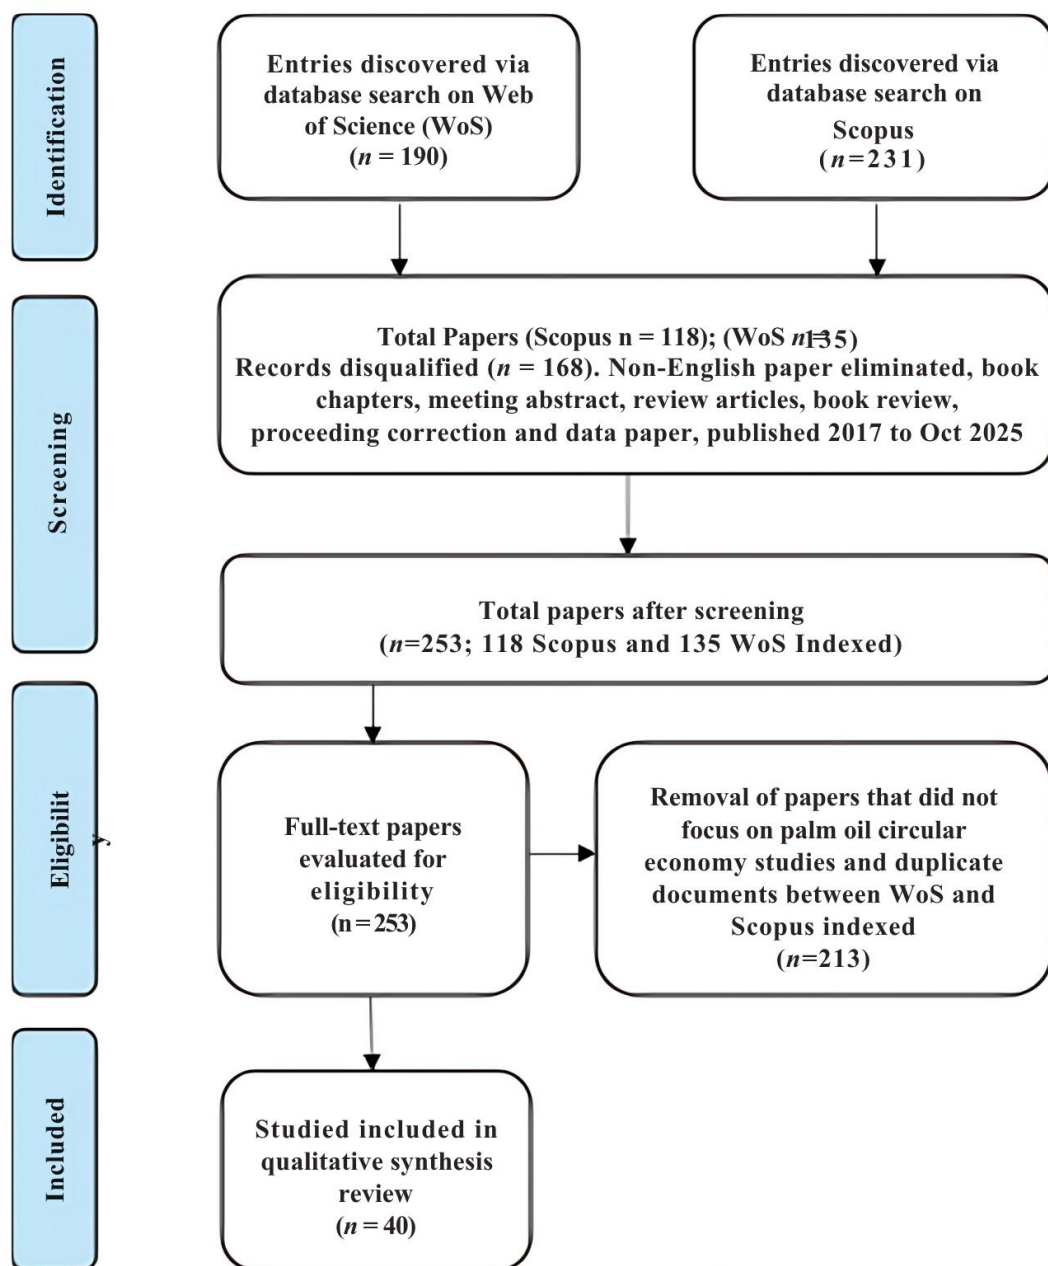 Identification
Entries discovered via
database search on Web
of Science (WoS)
(n = 190)
Entries discovered via
database search on
Scopus
(n=231)
Screening
Total Papers (Scopus n = 118); (WoS n=135)
Records disqualified (n = 168). Non-English paper eliminated, book
chapters, meeting abstract, review articles, book review,
proceeding correction and data paper, published 2017 to Oct 2025
Total papers after screening
(n=253; 118 Scopus and 135 WoS Indexed)
Eligibilit
y
Full-text papers
evaluated for
eligibility
(n = 253)
Removal of papers that did not
focus on palm oil circular
economy studies and duplicate
documents between WoS and
Scopus indexed
(n=213)
Included
Studied included in
qualitative synthesis
review
(n = 40)